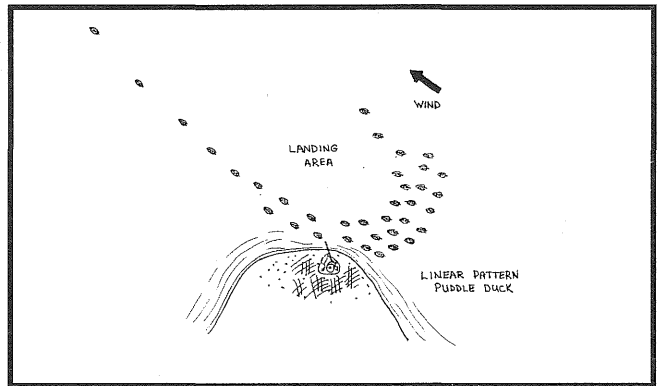 WIND
LANDING
AREA
LINEAR PATTERN
PUDDLE DUCK